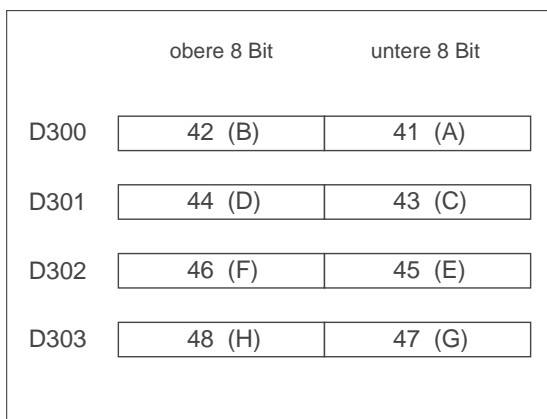 obere 8 Bit untere 8 Bit
D300 42 (B) 41 (A)
D301 44 (D) 43 (C)
D302 46 (F) 45 (E)
D303 48 (H) 47 (G)